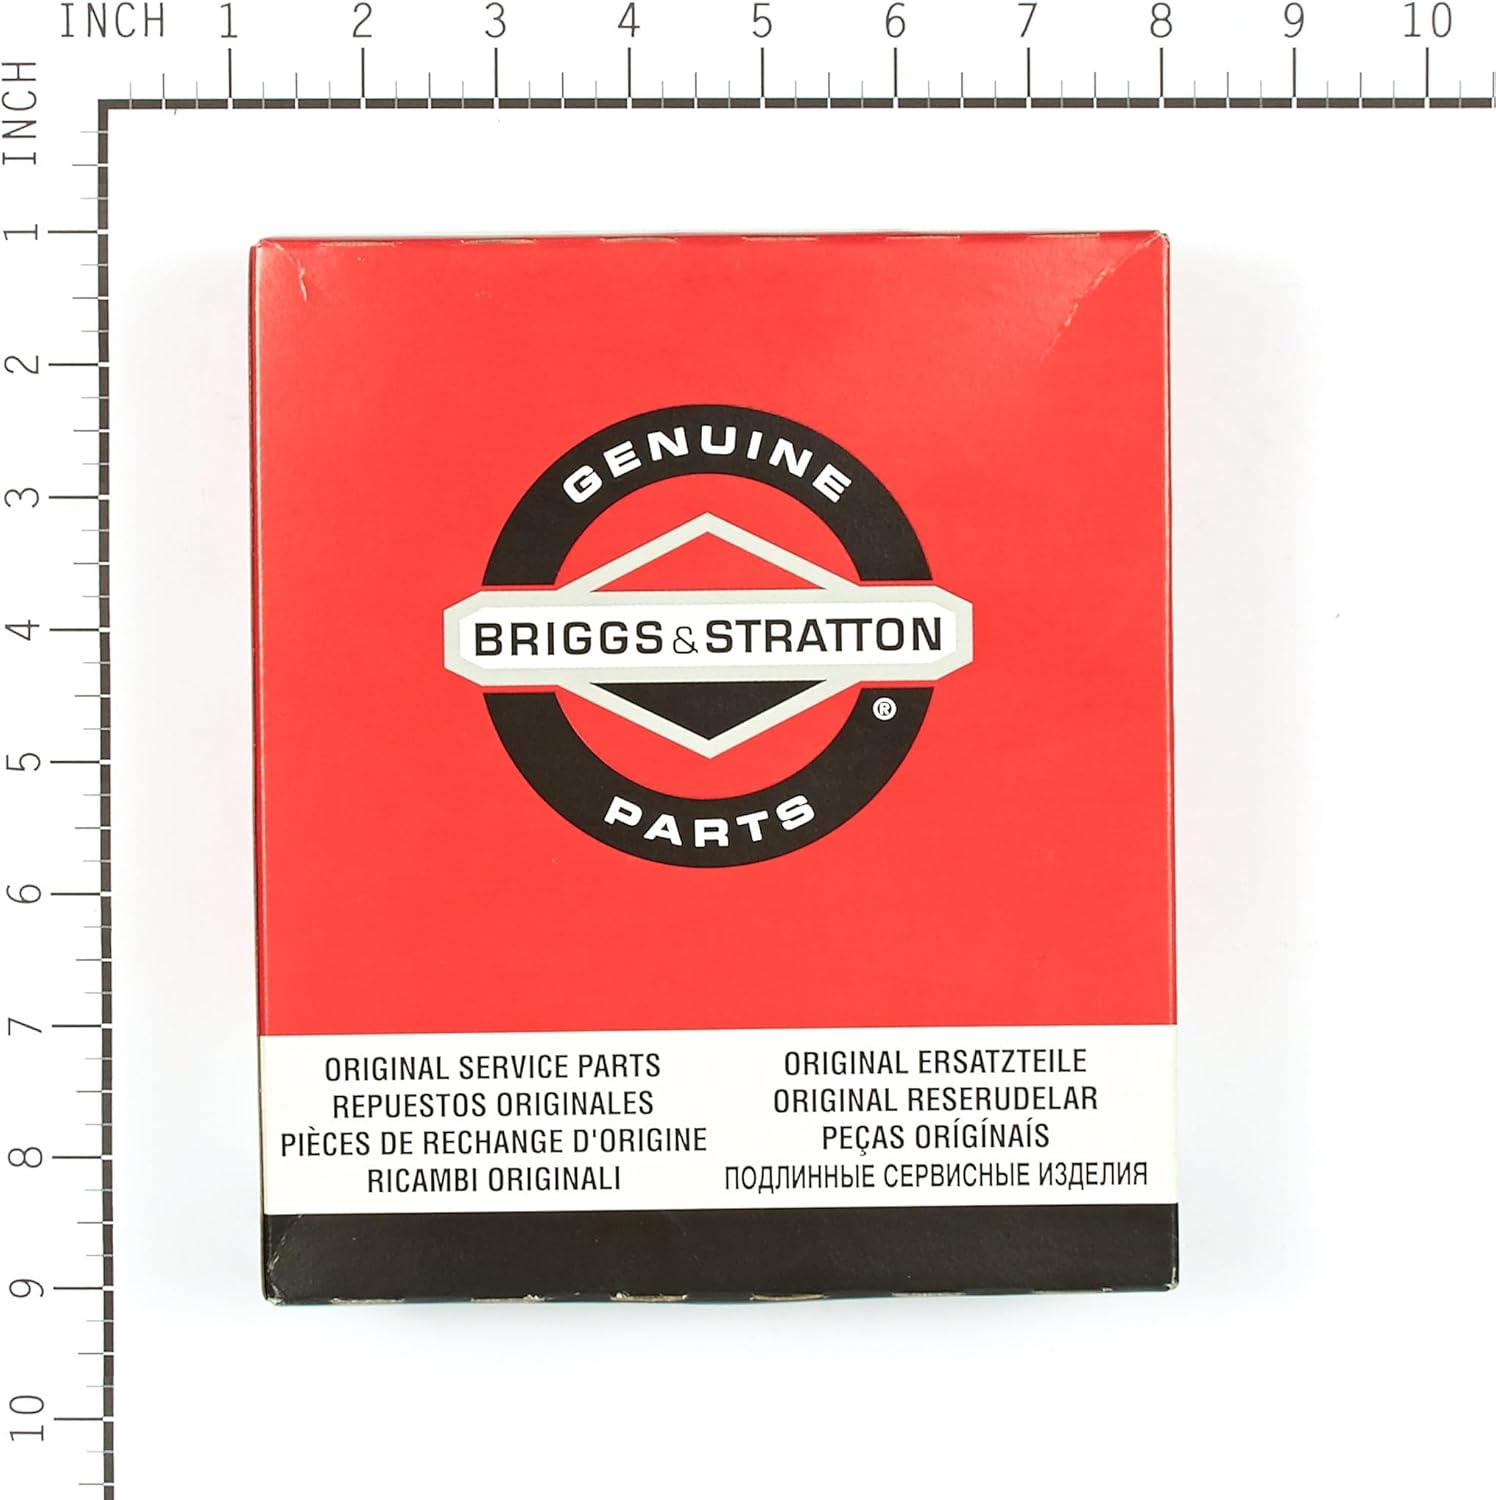 INCH 1 2 3 4 5 6 7 8 9 10
INCH 1 2 3 4 5 6 7 8 9 10
GENUINE
BRIGGS & STRATTON
®
PARTS
ORIGINAL SERVICE PARTS
REPUESTOS ORIGINALES
PIÈCES DE RECHANGE D'ORIGINE
RICAMBI ORIGINALI
ORIGINAL ERSATZTEILE
ORIGINAL RESERUDELAR
PEÇAS ORÍGÍNAÍS
ПОДЛИННЫЕ СЕРВИСНЫЕ ИЗДЕЛИЯ